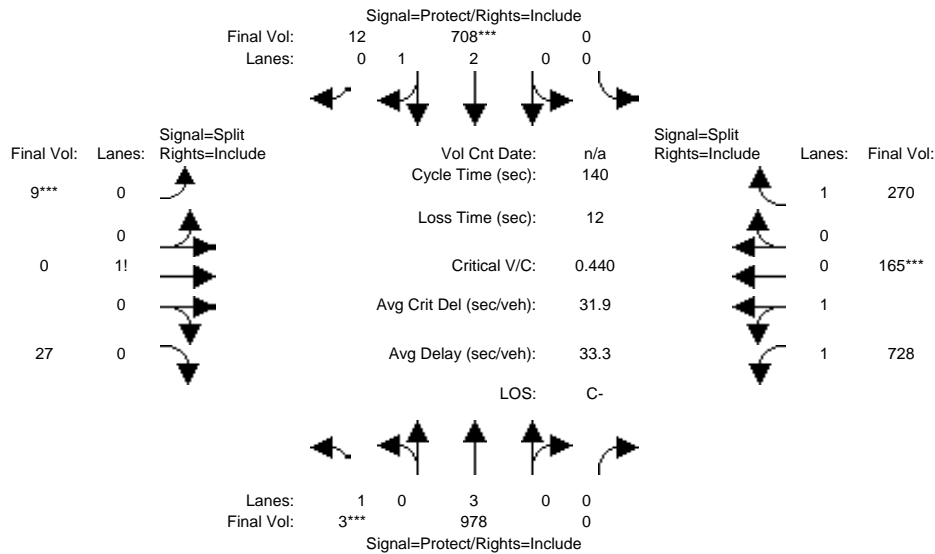 Signal=Protect/Rights=Include
Final Vol: 12 708*** 0
Lanes: 0 1 2 0 0
Signal=Split Signal=Split
Final Vol: Lanes: Rights=Include Vol Cnt Date: n/a Rights=Include Lanes: Final Vol:
Cycle Time (sec): 140
9*** 0 1 270
Loss Time (sec): 12
0 0
0 1! Critical V/C: 0.440 0 165***
0 Avg Crit Del (sec/veh): 31.9 1
27 0 Avg Delay (sec/veh): 33.3 1 728
LOS: C-
Lanes: 1 0 3 0 0
Final Vol: 3*** 978 0
Signal=Protect/Rights=Include